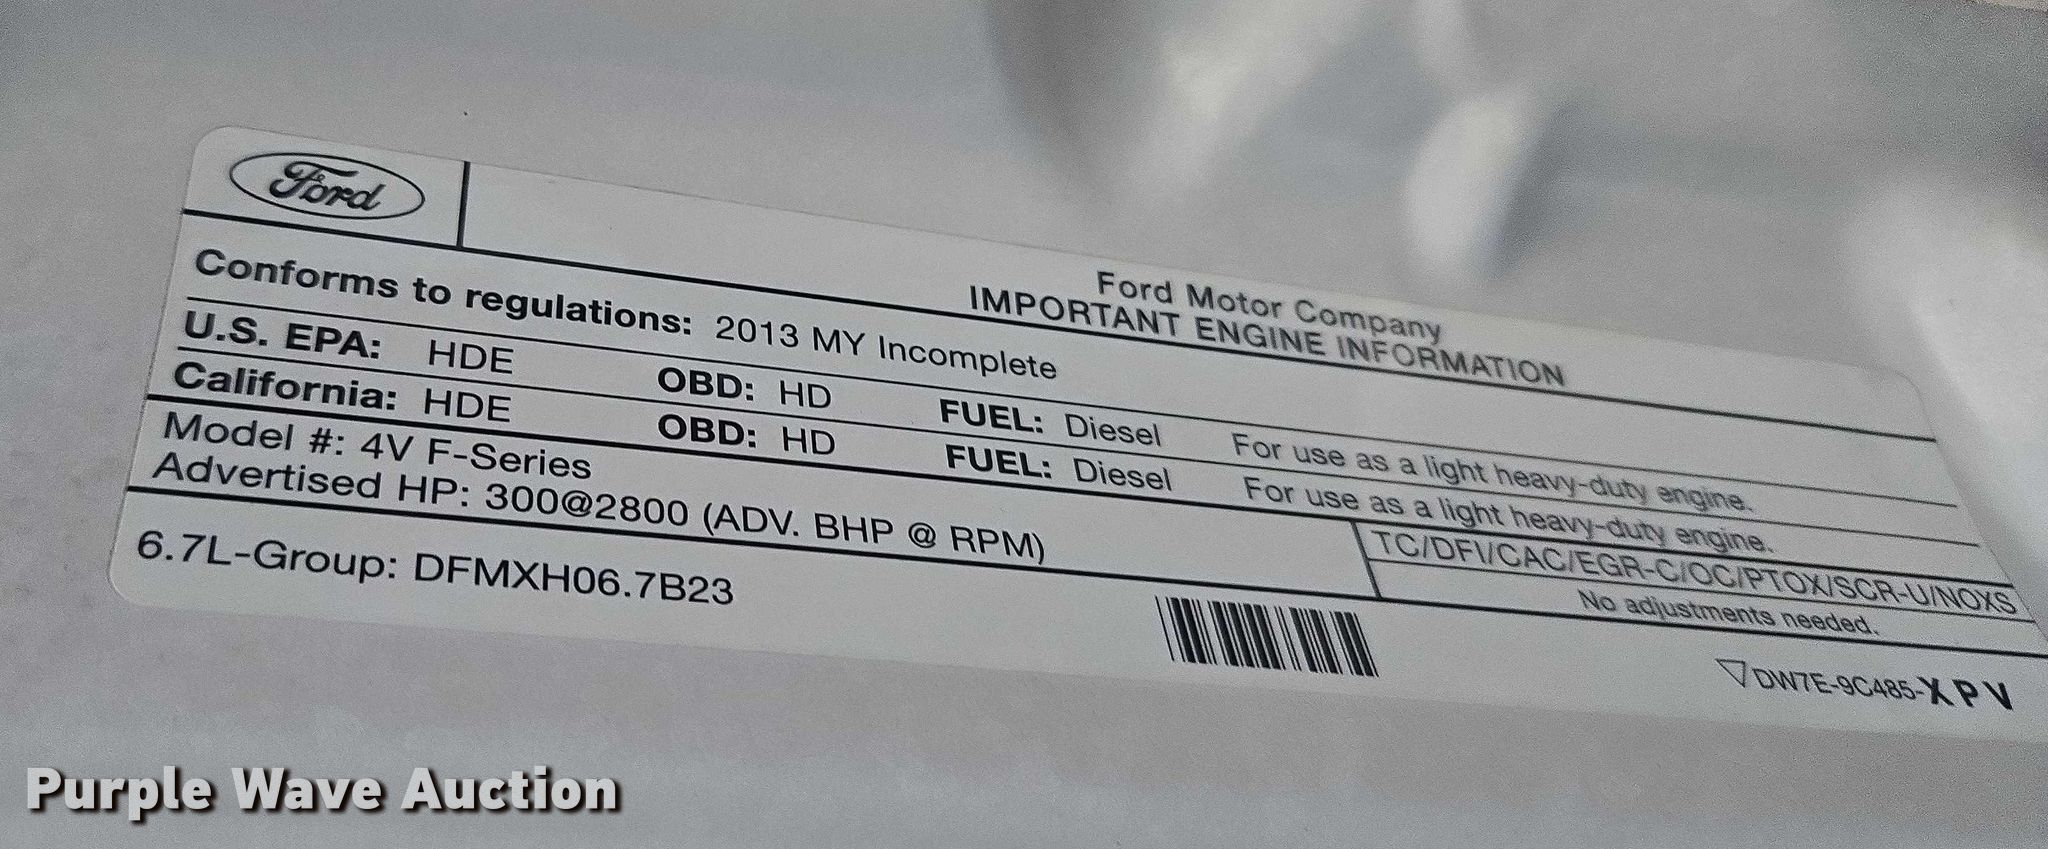 Ford
Ford Motor Company
IMPORTANT ENGINE INFORMATION
Conforms to regulations: 2013 MY Incomplete
U.S. EPA: HDE OBD: HD FUEL: Diesel For use as a light heavy-duty engine.
California: HDE OBD: HD FUEL: Diesel For use as a light heavy-duty engine.
Model #: 4V F-Series
TC/DFI/CAC/EGR-C/OC/PTOX/SCR-U/NOXS
Advertised HP: 300@2800 (ADV. BHP @ RPM)
No adjustments needed.
6.7L-Group: DFMXH06.7B23
DW7E-9C485-XPV
Purple Wave Auction